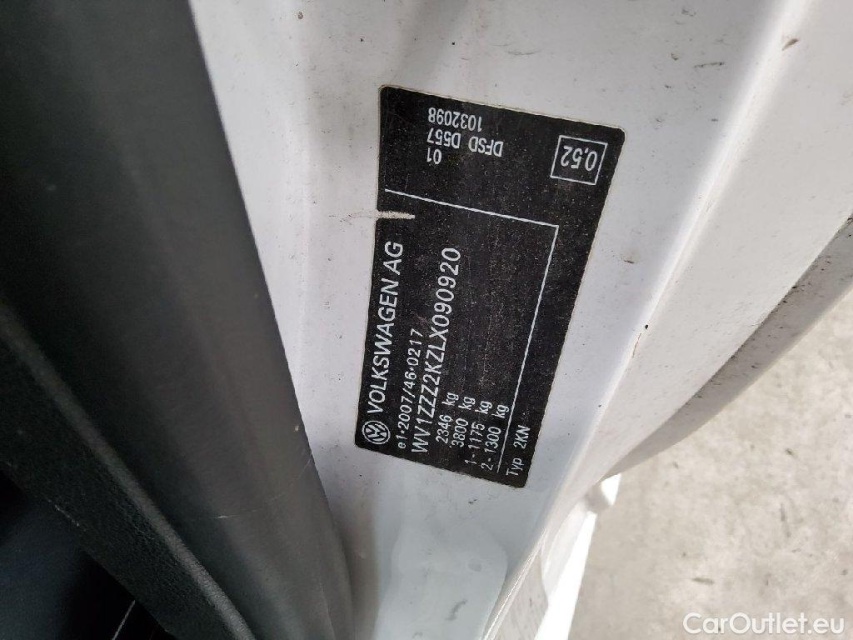 VOLKSWAGEN AG
e1*2007/46*0217
WV1ZZZ2KZLX090920
2346 kg
3800 kg
1-1175 kg
2-1300 kg
Typ 2KN
01
DFSD D557
1032098
0.52
CarOutlet.eu